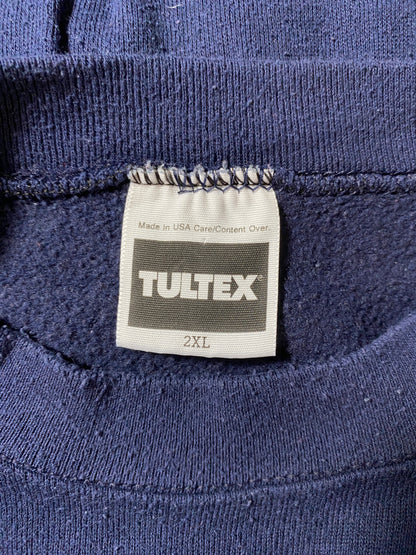 Made In USA Care/Content Over.
TULTEX®
2XL